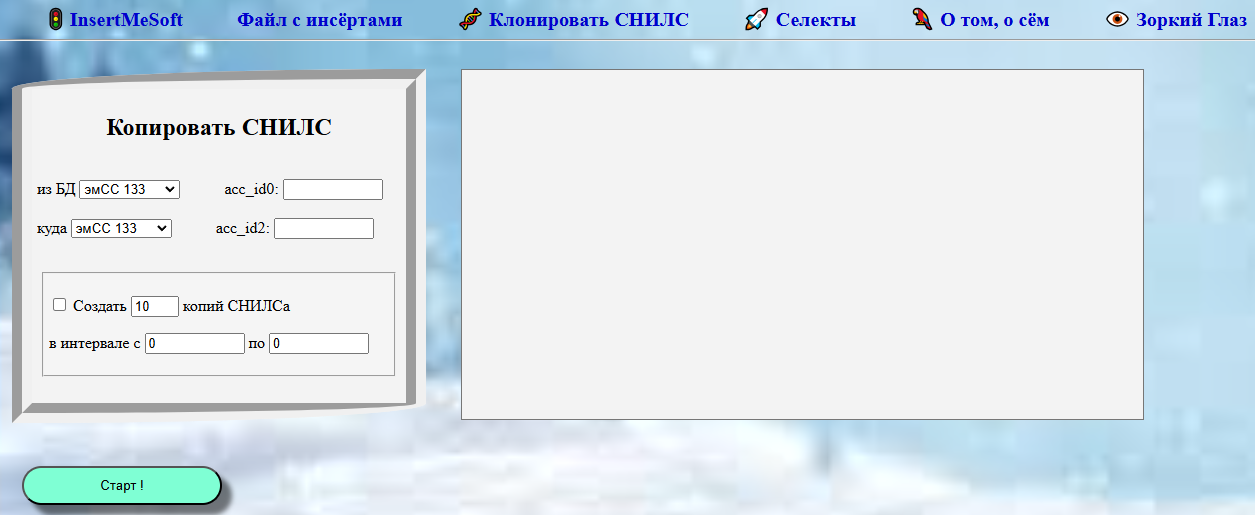 InsertMeSoft Файл с инсёртами Клонировать СНИЛС Селекты О том, о сём Зоркий Глаз
Копировать СНИЛС
из БД эмСС 133 acc_id0:
куда эмСС 133 acc_id2:
Создать 10 копий СНИЛСа
в интервале с 0 по 0
Старт !